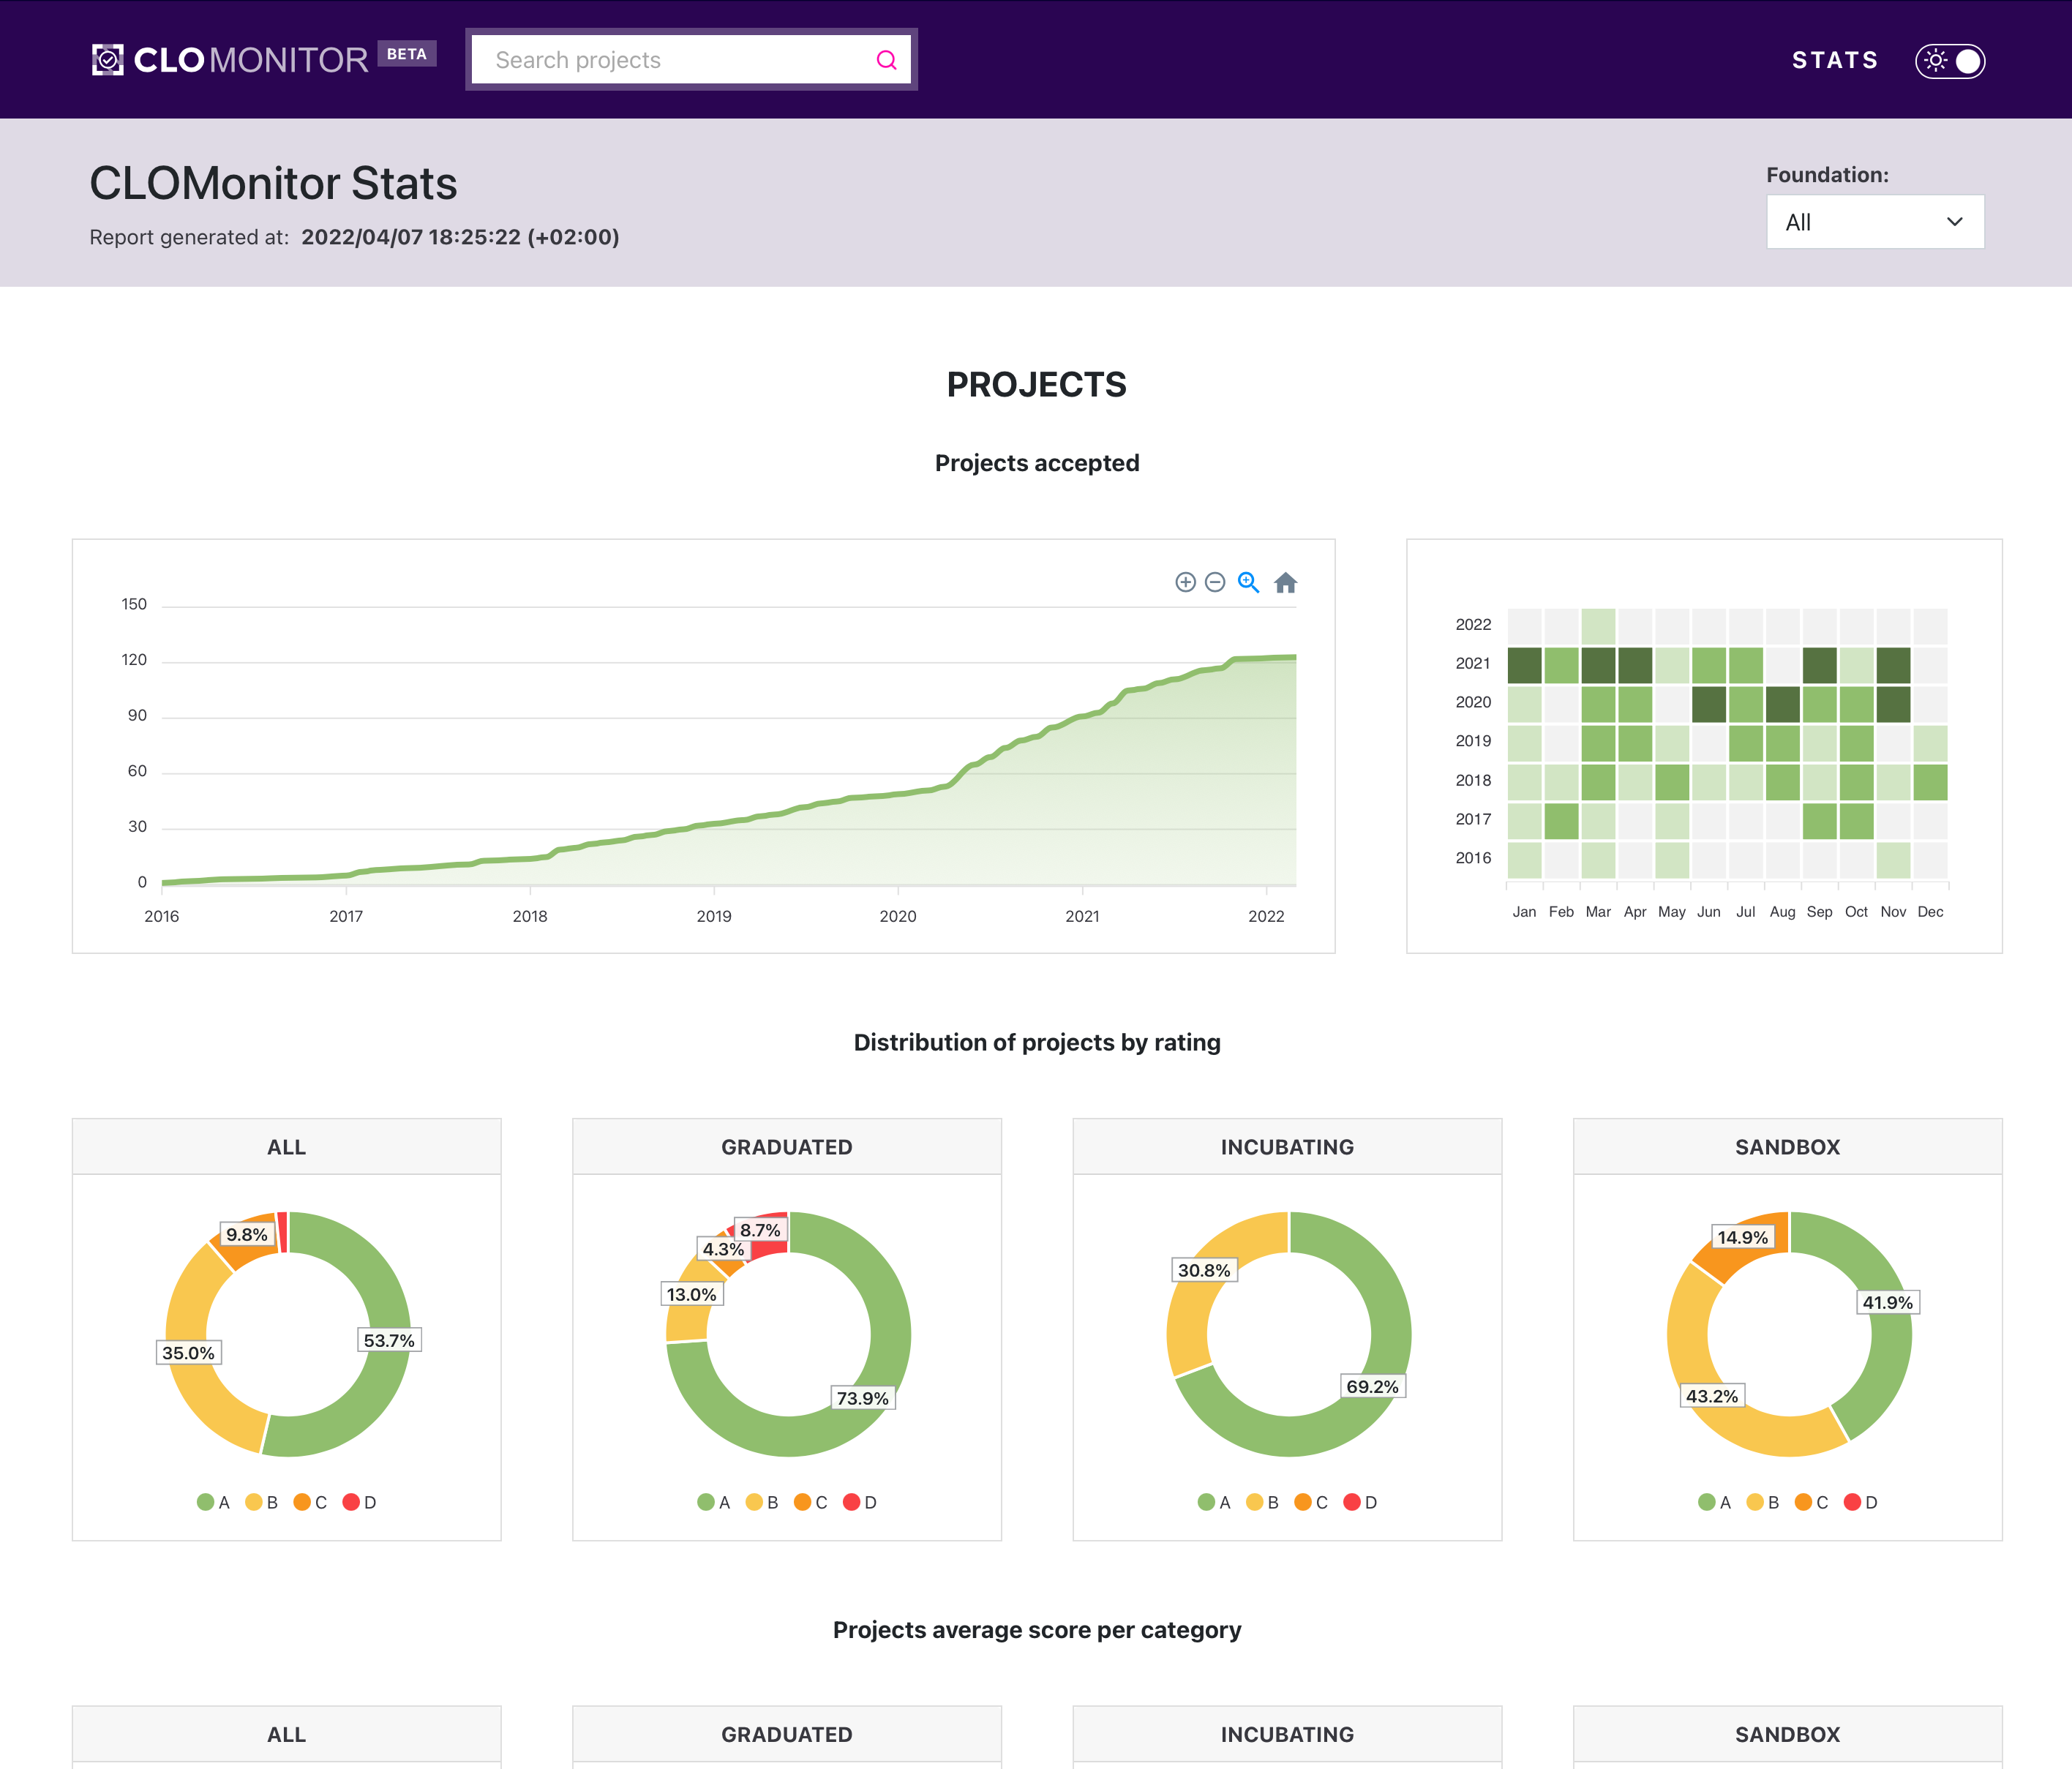 CLOMONITOR BETA
Search projects
STATS
CLOMonitor Stats
Report generated at: 2022/04/07 18:25:22 (+02:00)
Foundation:
All
PROJECTS
Projects accepted
150
120
90
60
30
0
2016 2017 2018 2019 2020 2021 2022
2022
2021
2020
2019
2018
2017
2016
Jan Feb Mar Apr May Jun Jul Aug Sep Oct Nov Dec
Distribution of projects by rating
ALL
9.8%
53.7%
35.0%
A B C D
GRADUATED
8.7%
4.3%
13.0%
73.9%
A B C D
INCUBATING
30.8%
69.2%
A B C D
SANDBOX
14.9%
41.9%
43.2%
A B C D
Projects average score per category
ALL
GRADUATED
INCUBATING
SANDBOX